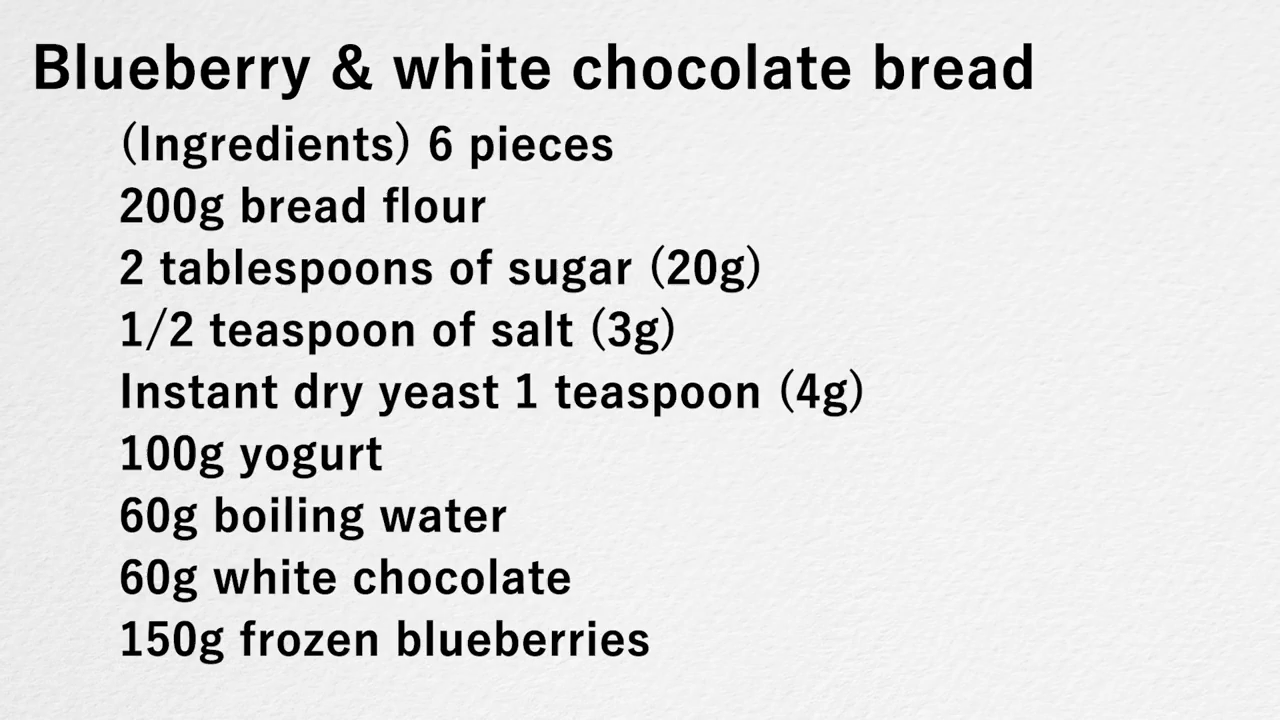 Blueberry & white chocolate bread
(Ingredients) 6 pieces
200g bread flour
2 tablespoons of sugar (20g)
1/2 teaspoon of salt (3g)
Instant dry yeast 1 teaspoon (4g)
100g yogurt
60g boiling water
60g white chocolate
150g frozen blueberries